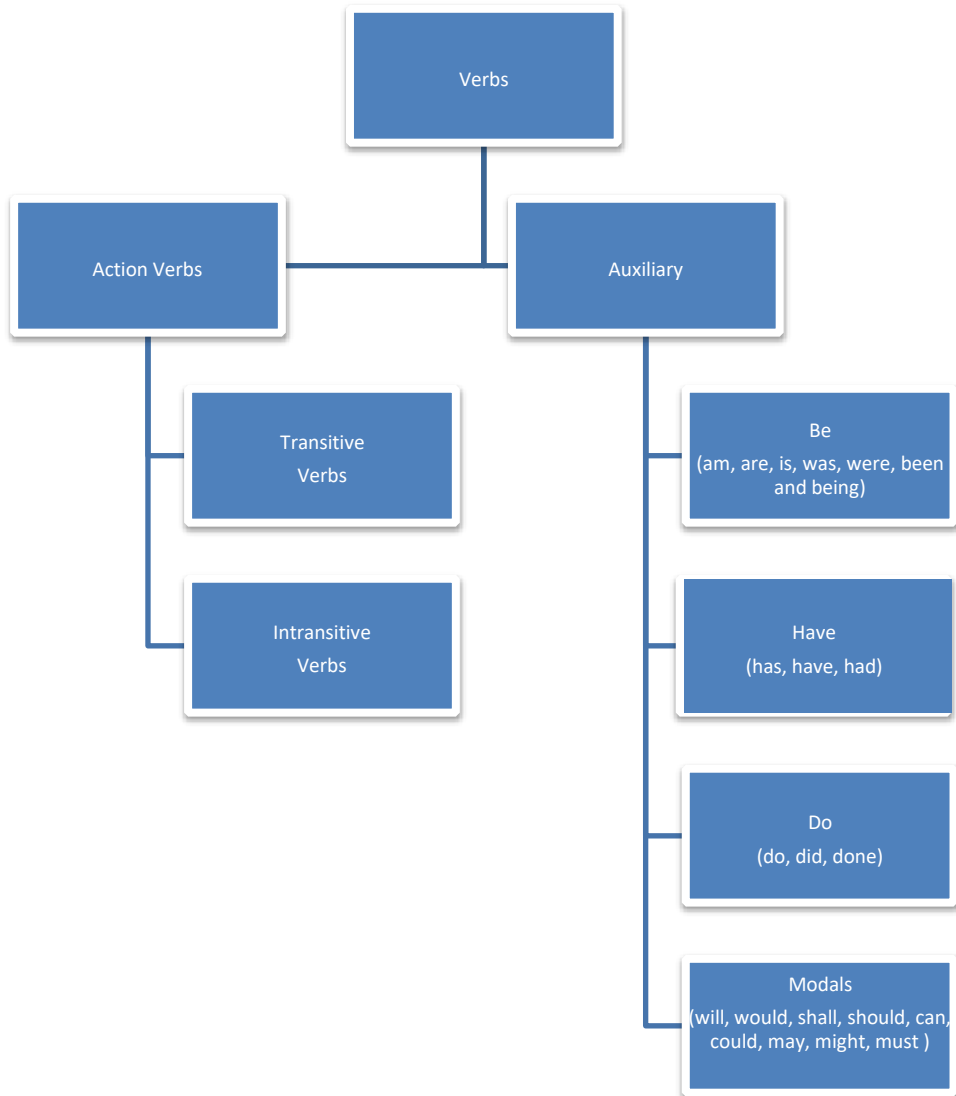 Verbs
Action Verbs
Auxiliary
Transitive
Verbs
Intransitive
Verbs
Be
(am, are, is, was, were, been
and being)
Have
(has, have, had)
Do
(do, did, done)
Modals
(will, would, shall, should, can,
could, may, might, must )